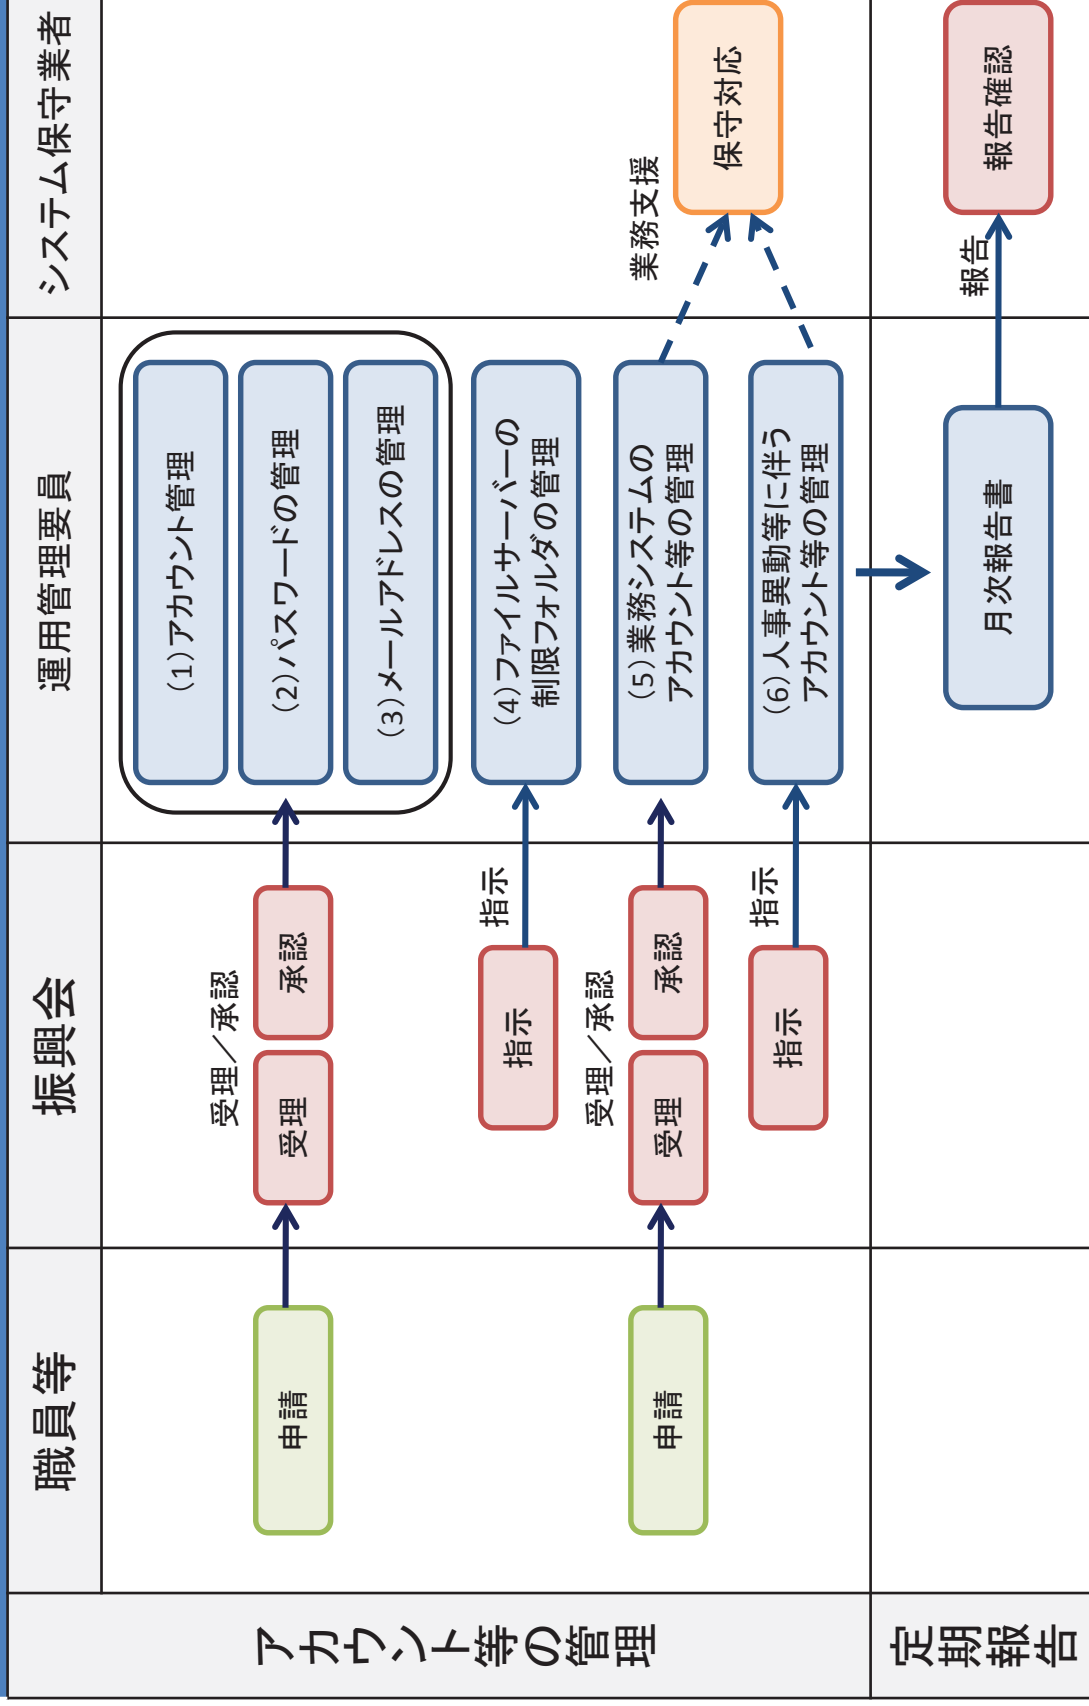 職員等
振興会
運用管理要員
システム保守業者
アカウント等の管理
申請
受理／承認
受理
承認
(1)アカウント管理
(2)パスワードの管理
(3)メールアドレスの管理
指示
指示
(4)ファイルサーバーの
制限フォルダの管理
申請
受理／承認
受理
承認
(5)業務システムの
アカウント等の管理
業務支援
保守対応
指示
指示
(6)人事異動等に伴う
アカウント等の管理
定期報告
月次報告書
報告
報告確認